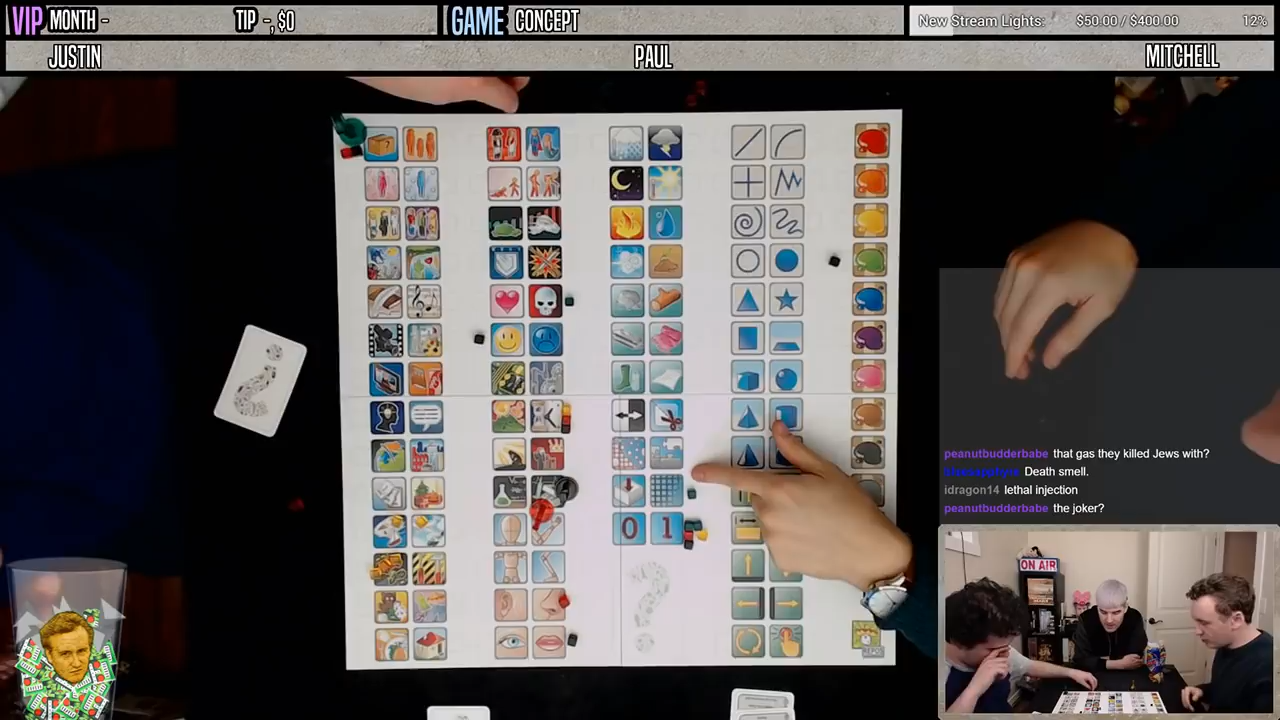 VIP MONTH -
TIP -, $0
GAME CONCEPT
New Stream Lights: $50.00 / $400.00 12%
JUSTIN
PAUL
MITCHELL
0 1
?
peanutbudderbabe that gas they killed Jews with?
Death smell.
idragon14 lethal injection
peanutbudderbabe the joker?
ON AIR